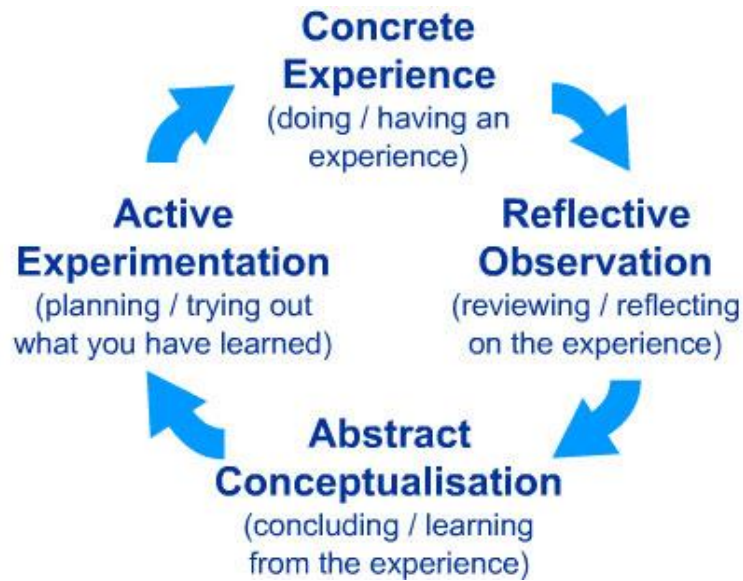 Concrete
Experience
(doing / having an
experience)
Reflective
Observation
(reviewing / reflecting
on the experience)
Abstract
Conceptualisation
(concluding / learning
from the experience)
Active
Experimentation
(planning / trying out
what you have learned)